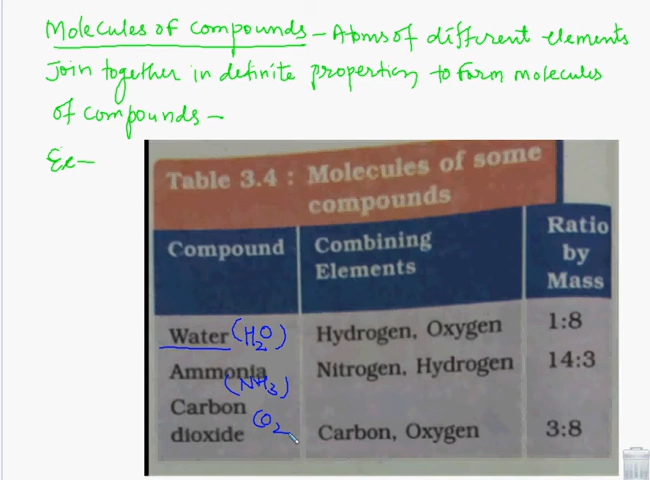 Molecules of compounds - Atoms of different elements
Join together in definite propertion to form molecules
of compounds -
Ex -
Table 3.4 : Molecules of some
compounds
Compound Combining Elements Ratio by Mass
Water (H2O) Hydrogen, Oxygen 1:8
Ammonia (NH3) Nitrogen, Hydrogen 14:3
Carbon dioxide CO2 Carbon, Oxygen 3:8